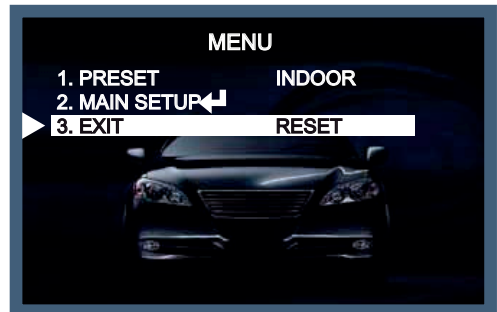 MENU
1. PRESET INDOOR
2. MAIN SETUP
3. EXIT RESET